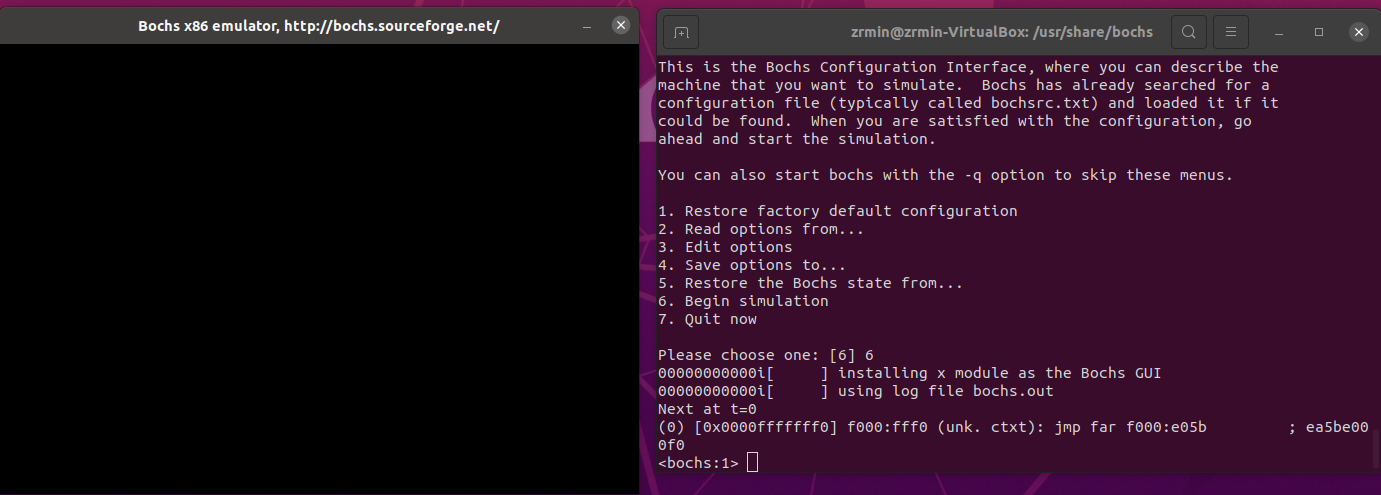 Bochs x86 emulator, http://bochs.sourceforge.net/
zrmin@zrmin-VirtualBox: /usr/share/bochs
This is the Bochs Configuration Interface, where you can describe the
machine that you want to simulate.  Bochs has already searched for a
configuration file (typically called bochsrc.txt) and loaded it if it
could be found.  When you are satisfied with the configuration, go
ahead and start the simulation.
You can also start bochs with the -q option to skip these menus.
1. Restore factory default configuration
2. Read options from...
3. Edit options
4. Save options to...
5. Restore the Bochs state from...
6. Begin simulation
7. Quit now
Please choose one: [6] 6
00000000000i[      ] installing x module as the Bochs GUI
00000000000i[      ] using log file bochs.out
Next at t=0
(0) [0x0000fffffff0] f000:fff0 (unk. ctxt): jmp far f000:e05b         ; ea5be00
0f0
<bochs:1>